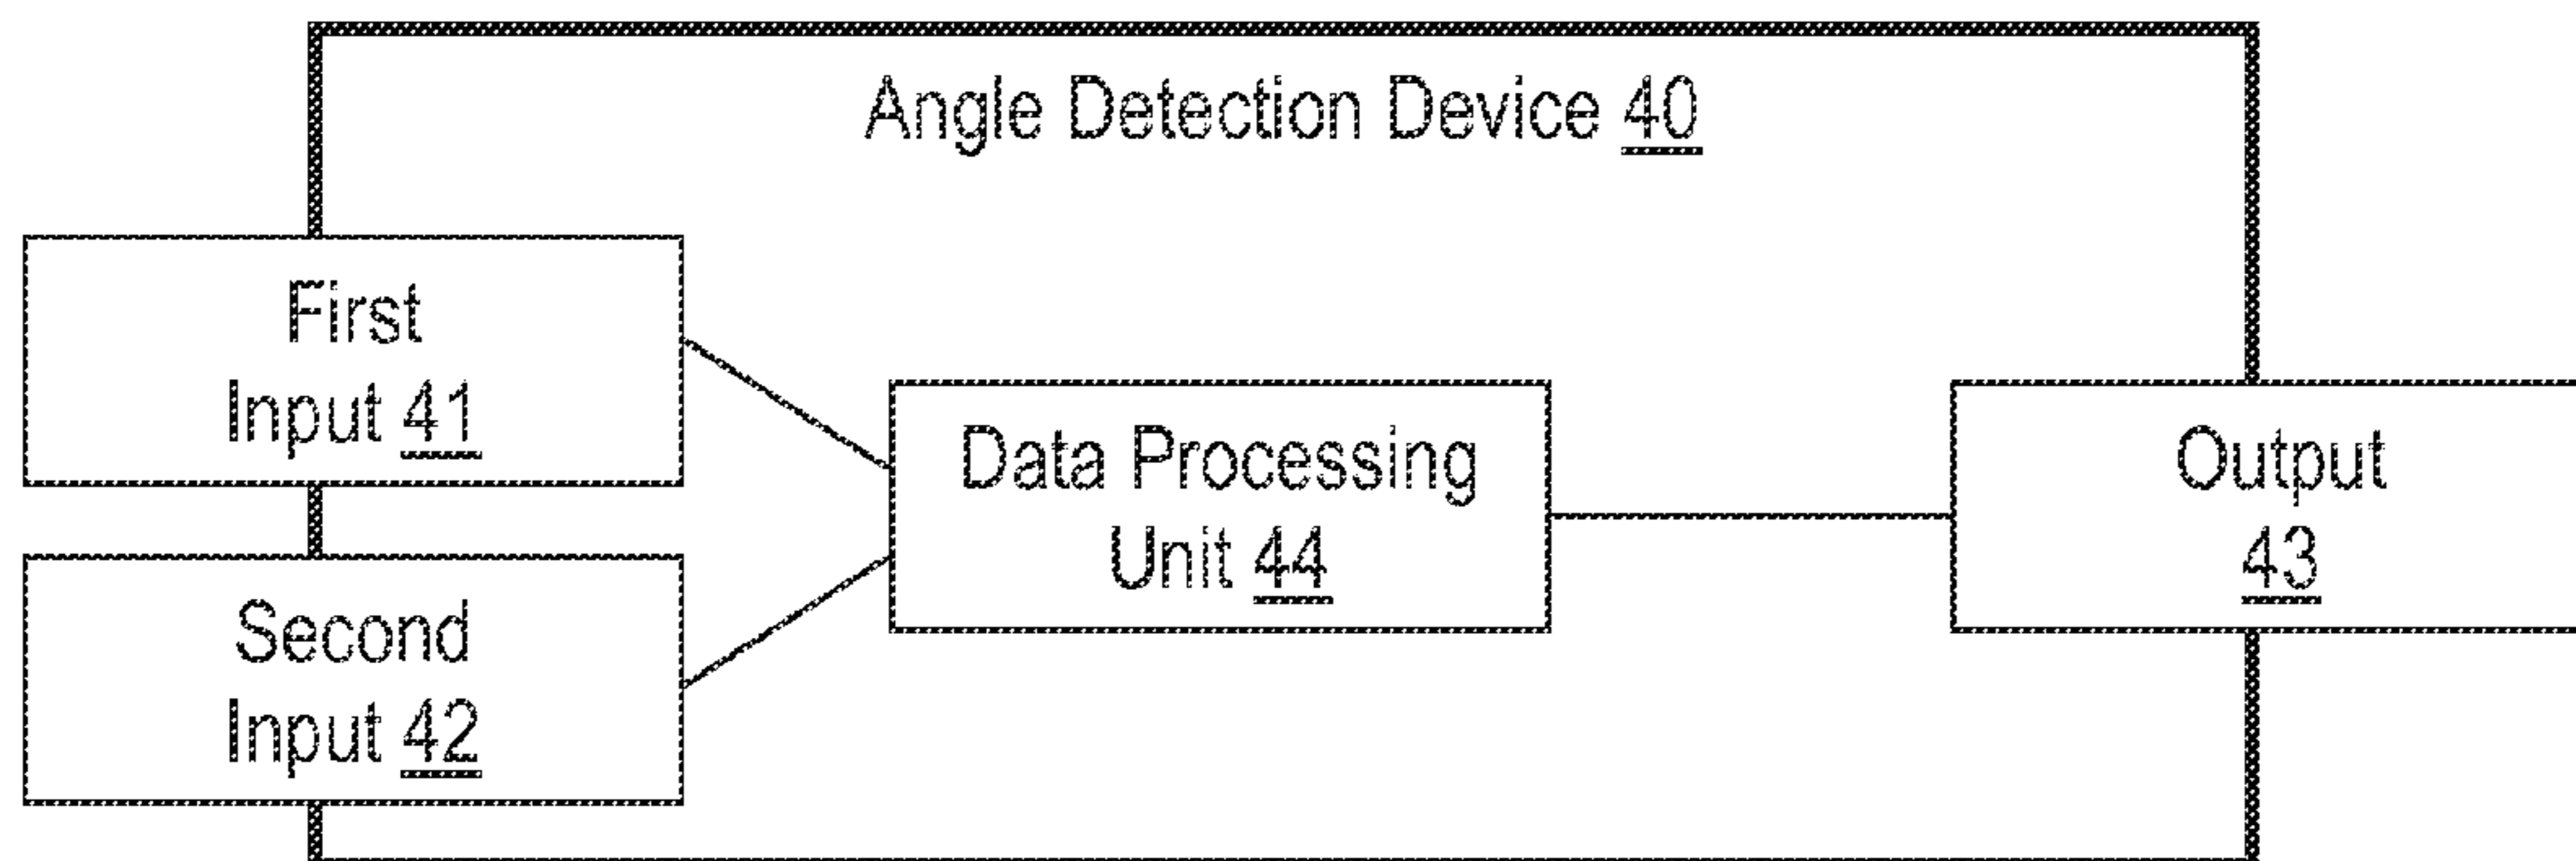 Angle Detection Device 40
First
Input 41
Data Processing
Unit 44
Output
43
Second
Input 42